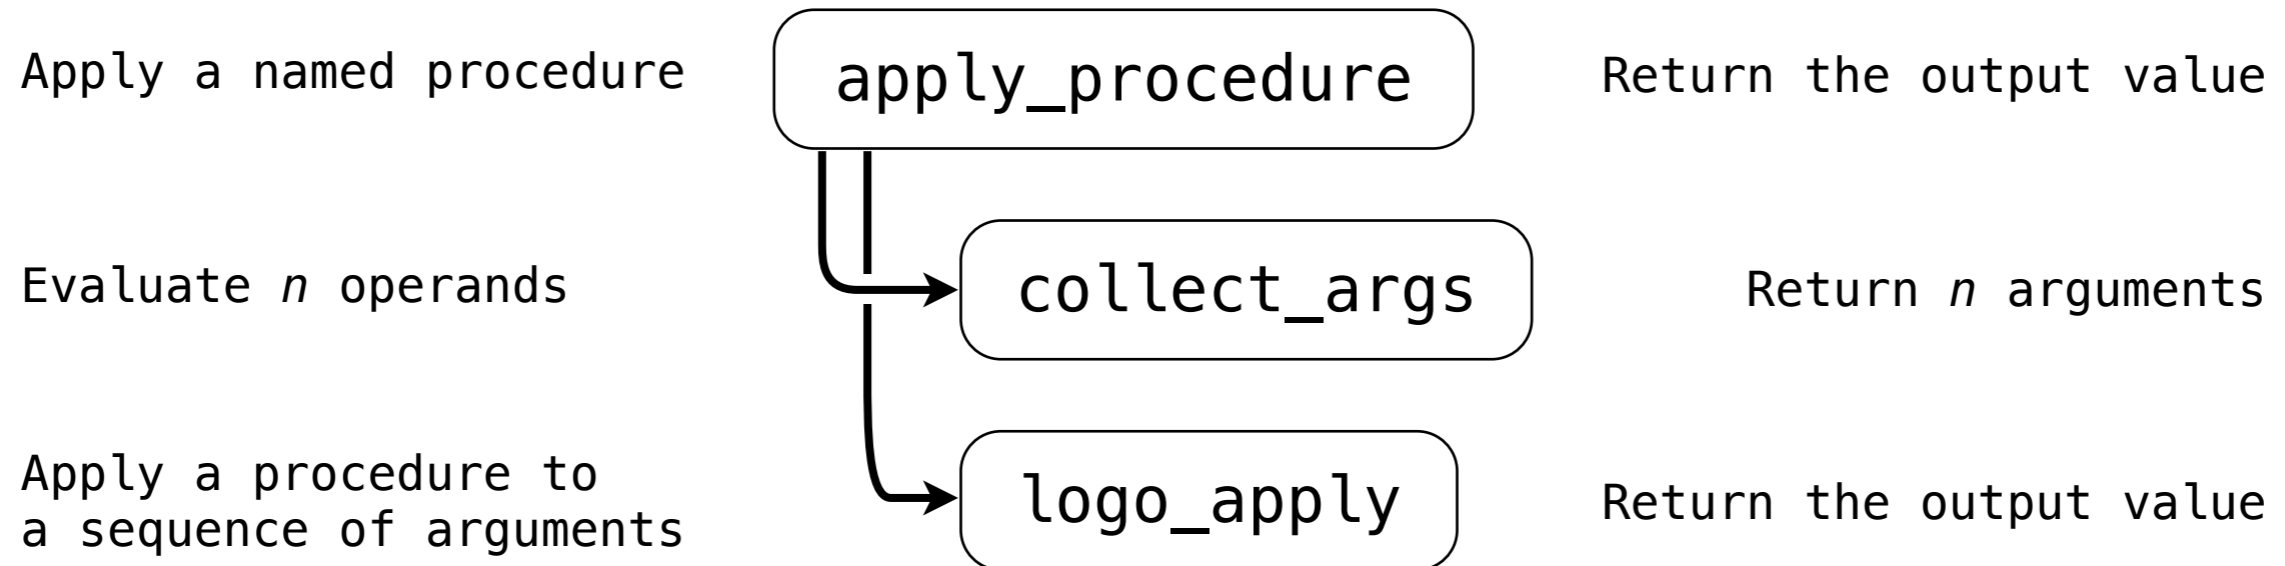 Apply a named procedure
apply_procedure
Return the output value
Evaluate n operands
collect_args
Return n arguments
Apply a procedure to
a sequence of arguments
logo_apply
Return the output value